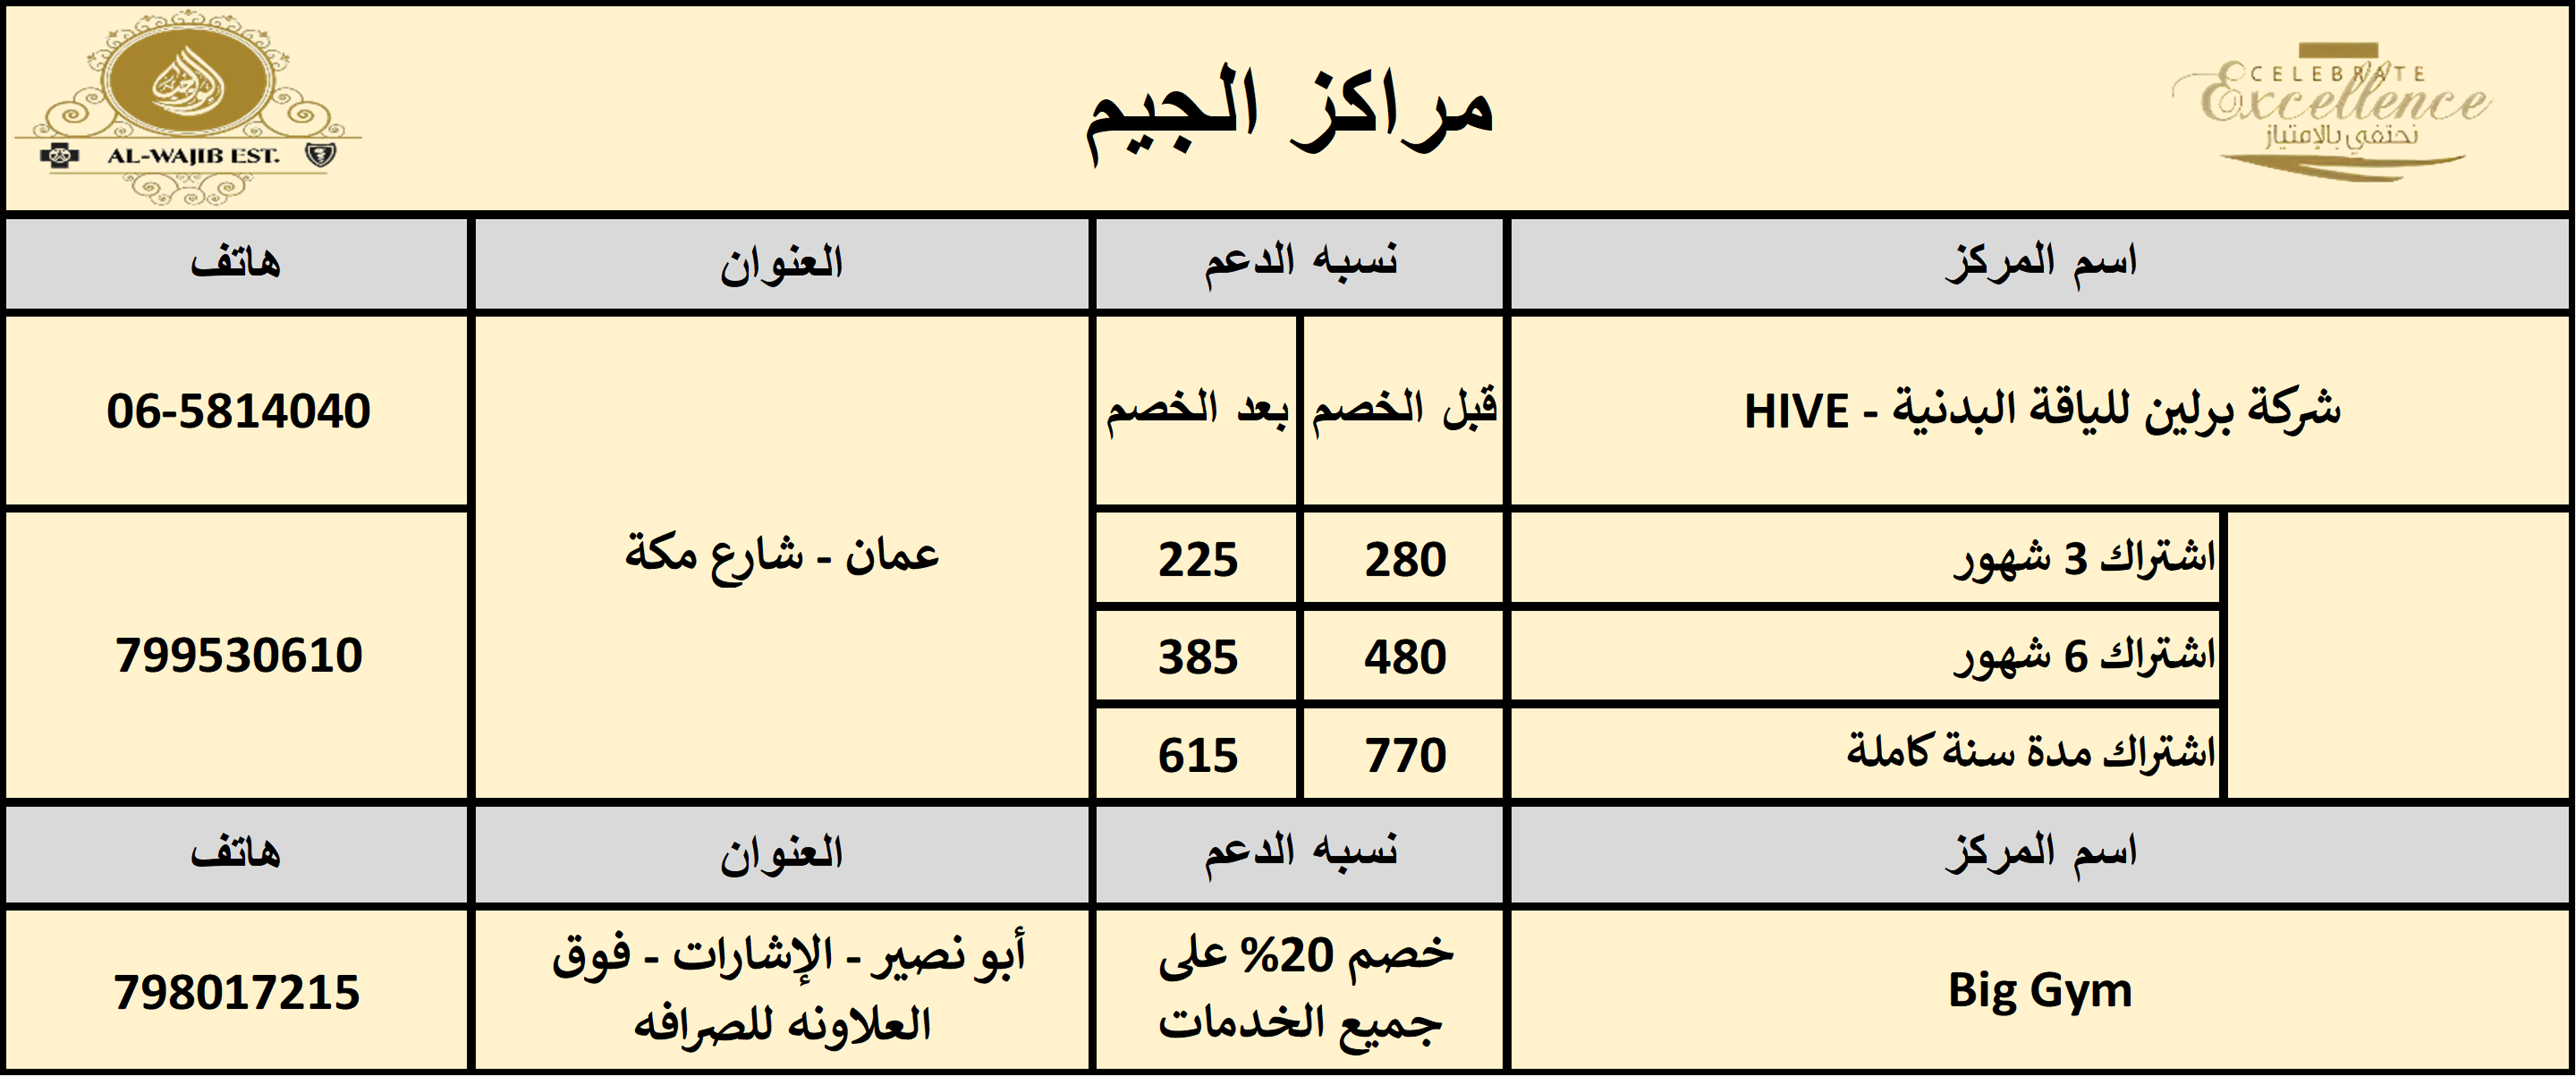 CELEBRATE
Excellence
نحتفي بالإمتياز
مراكز الجيم
الواجب
AL-WAJIB EST.
اسم المركز نسبه الدعم العنوان هاتف
شركة برلين للياقة البدنية - HIVE قبل الخصم بعد الخصم 06-5814040
عمان - شارع مكة
اشتراك 3 شهور 280 225
اشتراك 6 شهور 480 385 799530610
اشتراك مدة سنة كاملة 770 615
اسم المركز نسبه الدعم العنوان هاتف
Big Gym
خصم 20% على
جميع الخدمات
أبو نصير - الإشارات - فوق
العلاونه للصرافه
798017215